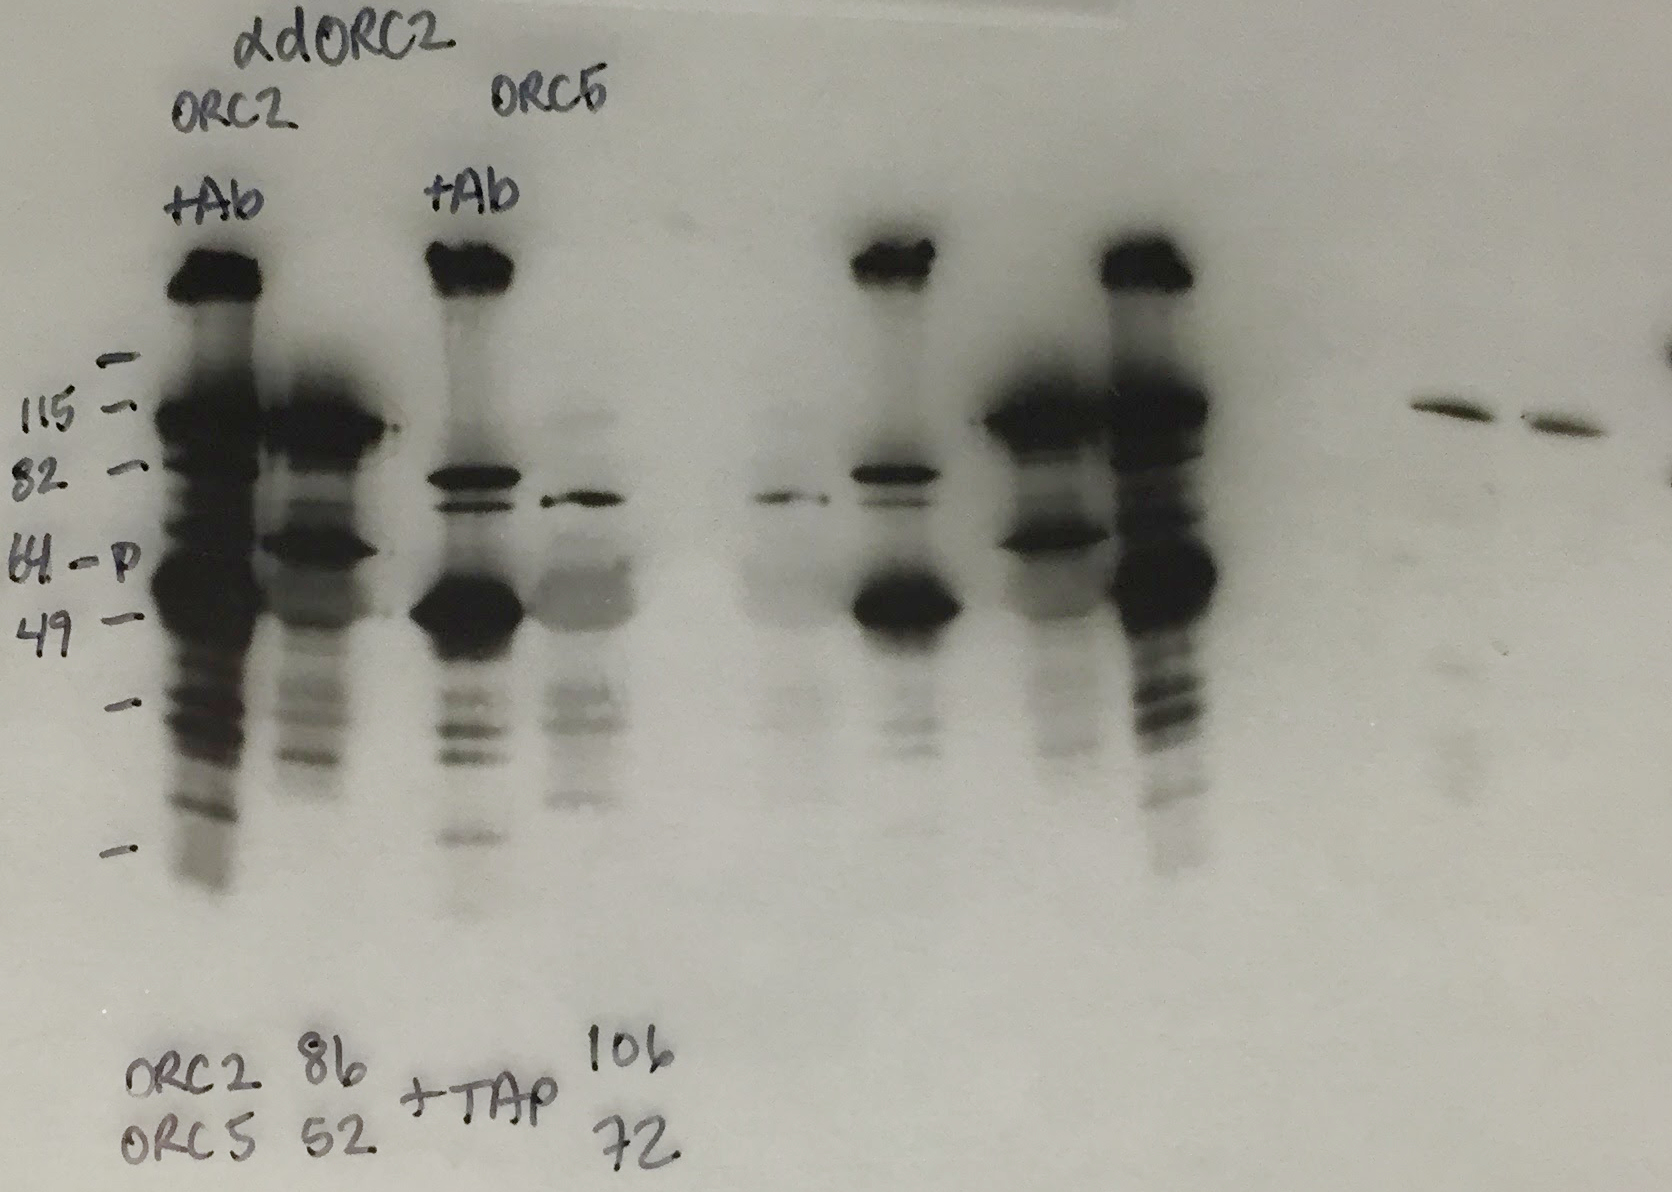 αdORC2
ORC2 ORC5
+Ab +Ab
115 -
82 -
64 - P
49 -
ORC2 86 +TAP 106
ORC5 52 72